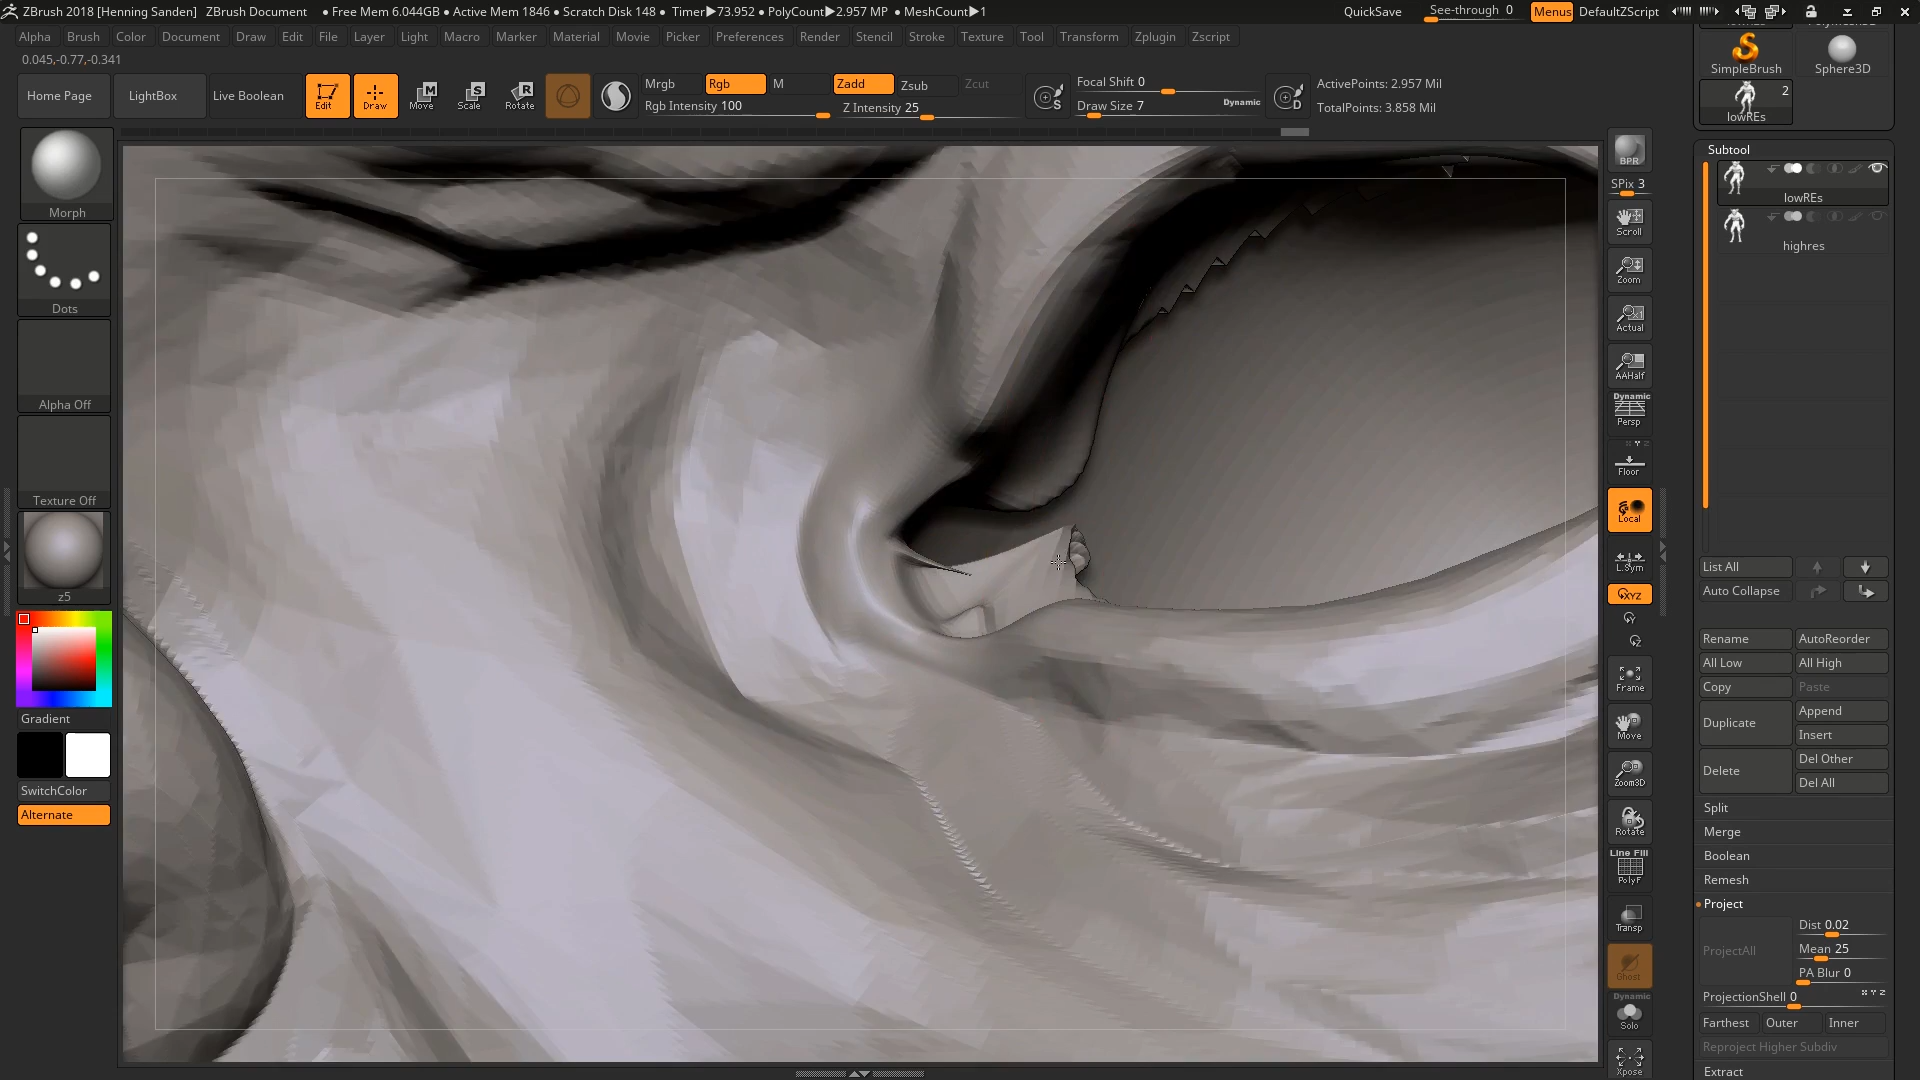 ZBrush 2018 [Henning Sanden] ZBrush Document • Free Mem 6.044GB • Active Mem 1846 • Scratch Disk 148 • Timer▶73.952 • PolyCount▶2.957 MP • MeshCount▶1 QuickSave See-through 0 Menus DefaultZScript
Alpha Brush Color Document Draw Edit File Layer Light Macro Marker Material Movie Picker Preferences Render Stencil Stroke Texture Tool Transform Zplugin Zscript
0.045,-0.77,-0.341
Home Page LightBox Live Boolean Edit Draw Move Scale Rotate
Mrgb Rgb M Zadd Zsub Zcut
Rgb Intensity 100 Z Intensity 25
Focal Shift 0
Draw Size 7 Dynamic
ActivePoints: 2.957 Mil
TotalPoints: 3.858 Mil
Morph
Dots
Alpha Off
Texture Off
z5
Gradient
SwitchColor
Alternate
BPR
SPix 3
Scroll
Zoom
Actual
AAHalf
Dynamic
Persp
Floor
Local
L.Sym
XYZ
Frame
Move
Zoom3D
Rotate
Line Fill
PolyF
Transp
Ghost
Dynamic
Solo
Xpose
SimpleBrush Sphere3D
2
lowREs
Subtool
lowREs
highres
List All
Auto Collapse
Rename AutoReorder
All Low All High
Copy Paste
Duplicate Append
Insert
Delete Del Other
Del All
Split
Merge
Boolean
Remesh
Project
ProjectAll Dist 0.02
Mean 25
PA Blur 0
ProjectionShell 0 X Y Z
Farthest Outer Inner
Reproject Higher Subdiv
Extract